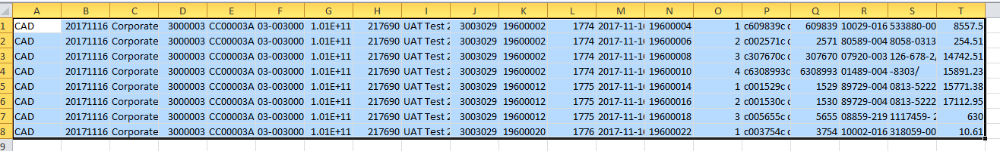 A B C D E F G H I J K L M N O P Q R S T
1 CAD 20171116 Corporate 3000003 CC00003A 03-003000 1.01E+11 217690 UAT Test 2 3003029 19600002 1774 2017-11-16 19600004 1 c609839c c 609839 10029-016 533880-00 8557.5
2 CAD 20171116 Corporate 3000003 CC00003A 03-003000 1.01E+11 217690 UAT Test 2 3003029 19600002 1774 2017-11-16 19600006 2 c002571c c 2571 80589-004 8058-0313 254.51
3 CAD 20171116 Corporate 3000003 CC00003A 03-003000 1.01E+11 217690 UAT Test 2 3003029 19600002 1774 2017-11-16 19600008 3 c307670c c 307670 07920-003 126-678-2/ 14742.51
4 CAD 20171116 Corporate 3000003 CC00003A 03-003000 1.01E+11 217690 UAT Test 2 3003029 19600002 1774 2017-11-16 19600010 4 c6308993c 6308993 01489-004 -8303/ 15891.23
5 CAD 20171116 Corporate 3000003 CC00003A 03-003000 1.01E+11 217690 UAT Test 2 3003029 19600012 1775 2017-11-16 19600014 1 c001529c c 1529 89729-004 0813-5222 15771.38
6 CAD 20171116 Corporate 3000003 CC00003A 03-003000 1.01E+11 217690 UAT Test 2 3003029 19600012 1775 2017-11-16 19600016 2 c001530c c 1530 89729-004 0813-5222 17112.95
7 CAD 20171116 Corporate 3000003 CC00003A 03-003000 1.01E+11 217690 UAT Test 2 3003029 19600012 1775 2017-11-16 19600018 3 c005655c c 5655 08859-219 1117459- 2 630
8 CAD 20171116 Corporate 3000003 CC00003A 03-003000 1.01E+11 217690 UAT Test 2 3003029 19600020 1776 2017-11-16 19600022 1 c003754c c 3754 10002-016 318059-00 10.61
9